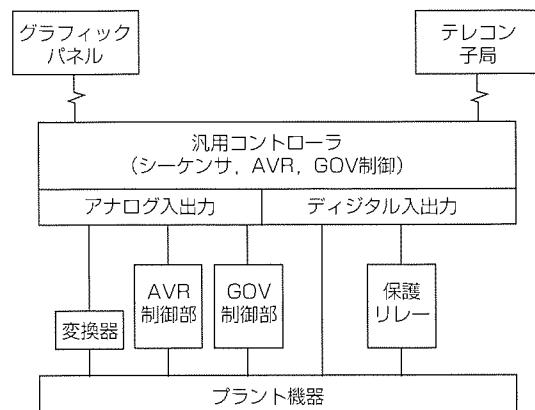 グラフィック
パネル
テレコン
子局
汎用コントローラ
(シーケンサ，AVR，GOV制御)
アナログ入出力
ディジタル入出力
変換器
AVR
制御部
GOV
制御部
保護
リレー
プラント機器